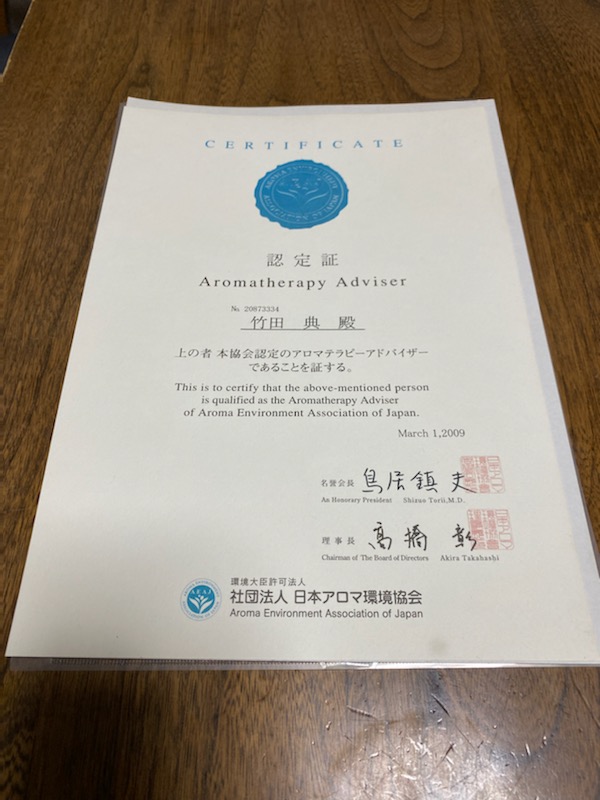 CERTIFICATE
AROMA ENVIRONMENT
ASSOCIATION OF JAPAN
認定証
Aromatherapy Adviser
№ 20873334
竹田 典 殿
上の者 本協会認定のアロマテラピーアドバイザー
であることを証する。
This is to certify that the above-mentioned person
is qualified as the Aromatherapy Adviser
of Aroma Environment Association of Japan.
March 1,2009
名誉会長 鳥居鎮夫
An Honorary President Shizuo Torii,M.D.
理事長 高橋 彰
Chairman of The Board of Directors Akira Takahashi
AEAJ
環境大臣許可法人
社団法人 日本アロマ環境協会
Aroma Environment Association of Japan